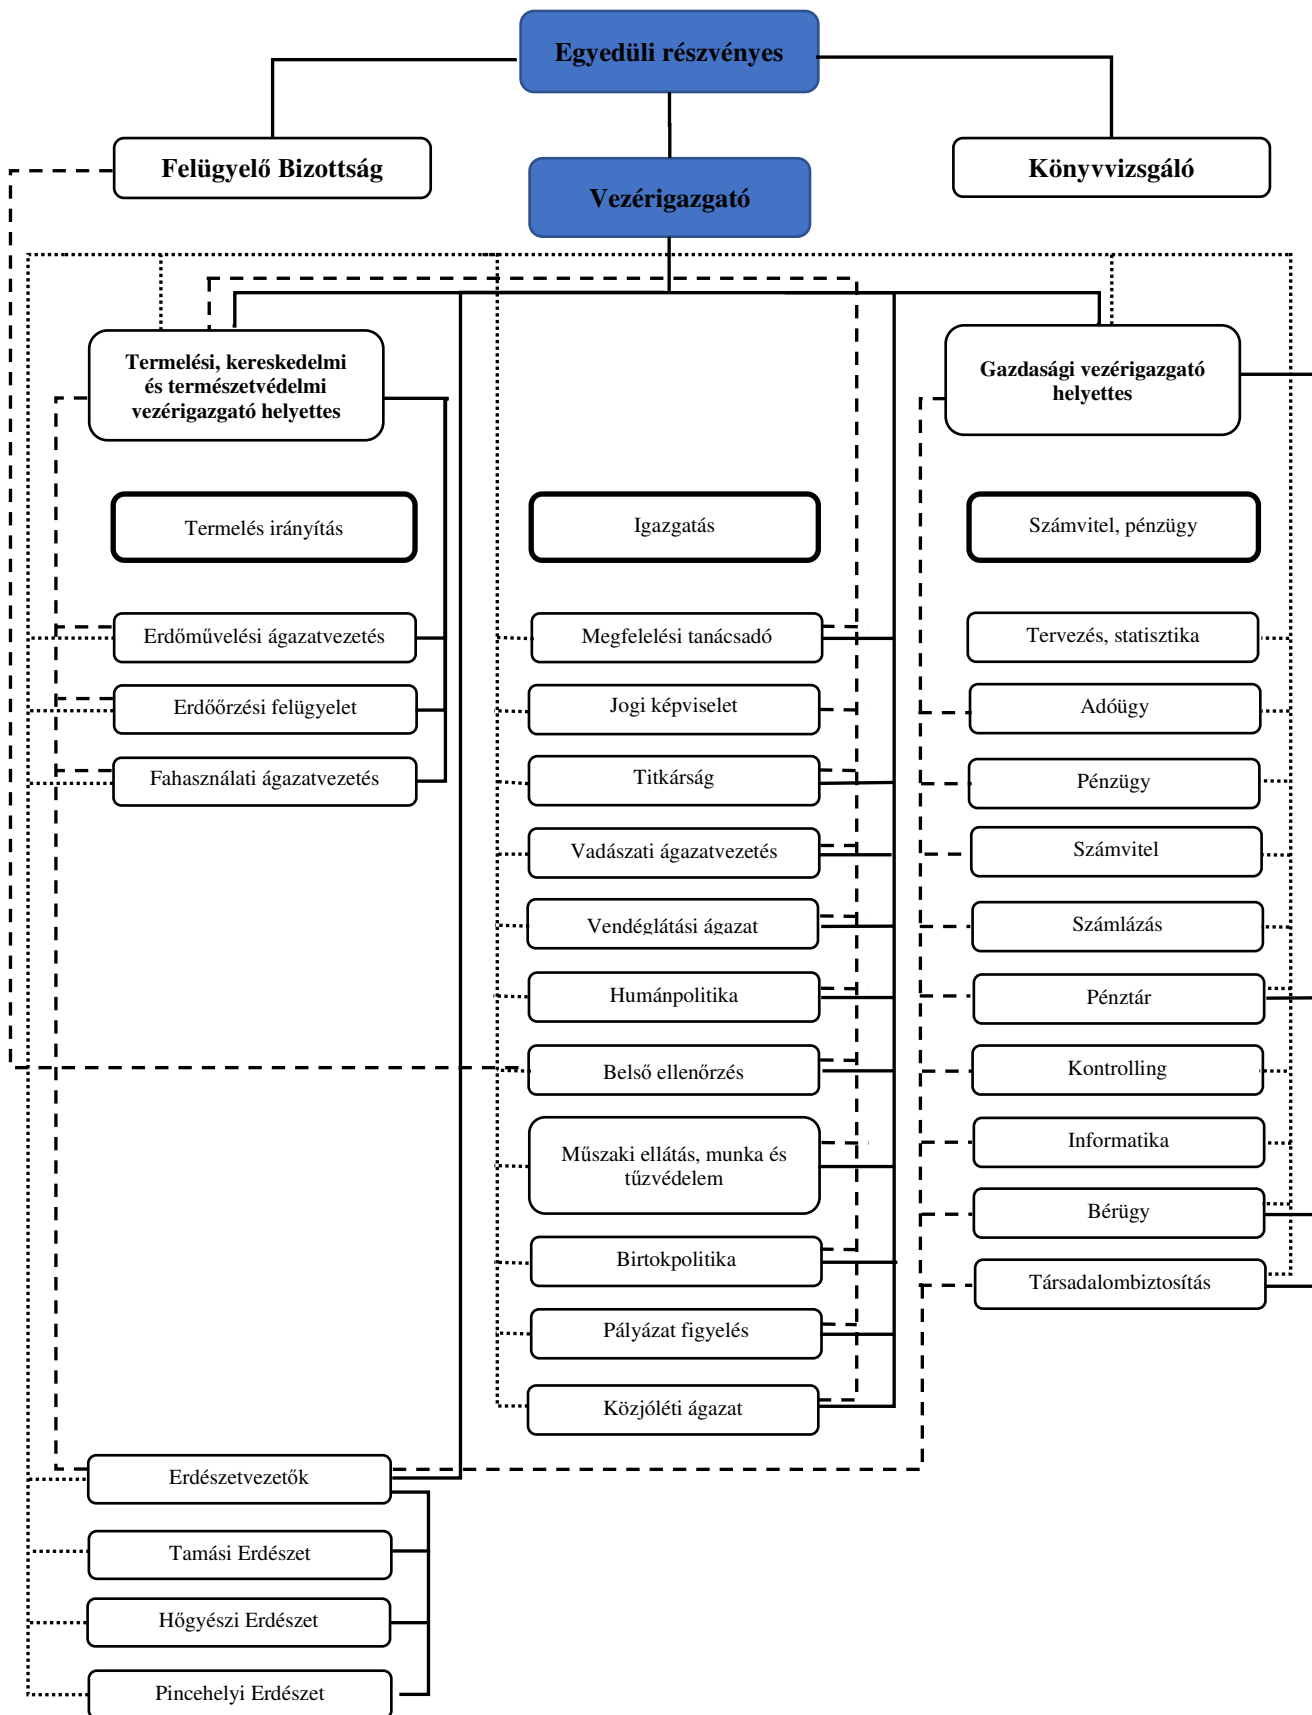 Egyedüli részvényes
Felügyelő Bizottság
Könyvvizsgáló
Vezérigazgató
Termelési, kereskedelmi
és természetvédelmi
vezérigazgató helyettes
Gazdasági vezérigazgató
helyettes
Termelés irányítás
Igazgatás
Számvitel, pénzügy
Erdőművelési ágazatvezetés
Erdőőrzési felügyelet
Fahasználati ágazatvezetés
Megfelelési tanácsadó
Jogi képviselet
Titkárság
Vadászati ágazatvezetés
Vendéglátási ágazat
Humánpolitika
Belső ellenőrzés
Műszaki ellátás, munka és
tűzvédelem
Birtokpolitika
Pályázat figyelés
Közjóléti ágazat
Tervezés, statisztika
Adóügy
Pénzügy
Számvitel
Számlázás
Pénztár
Kontrolling
Informatika
Bérügy
Társadalombiztosítás
Erdészetvezetők
Tamási Erdészet
Hőgyészi Erdészet
Pincehelyi Erdészet